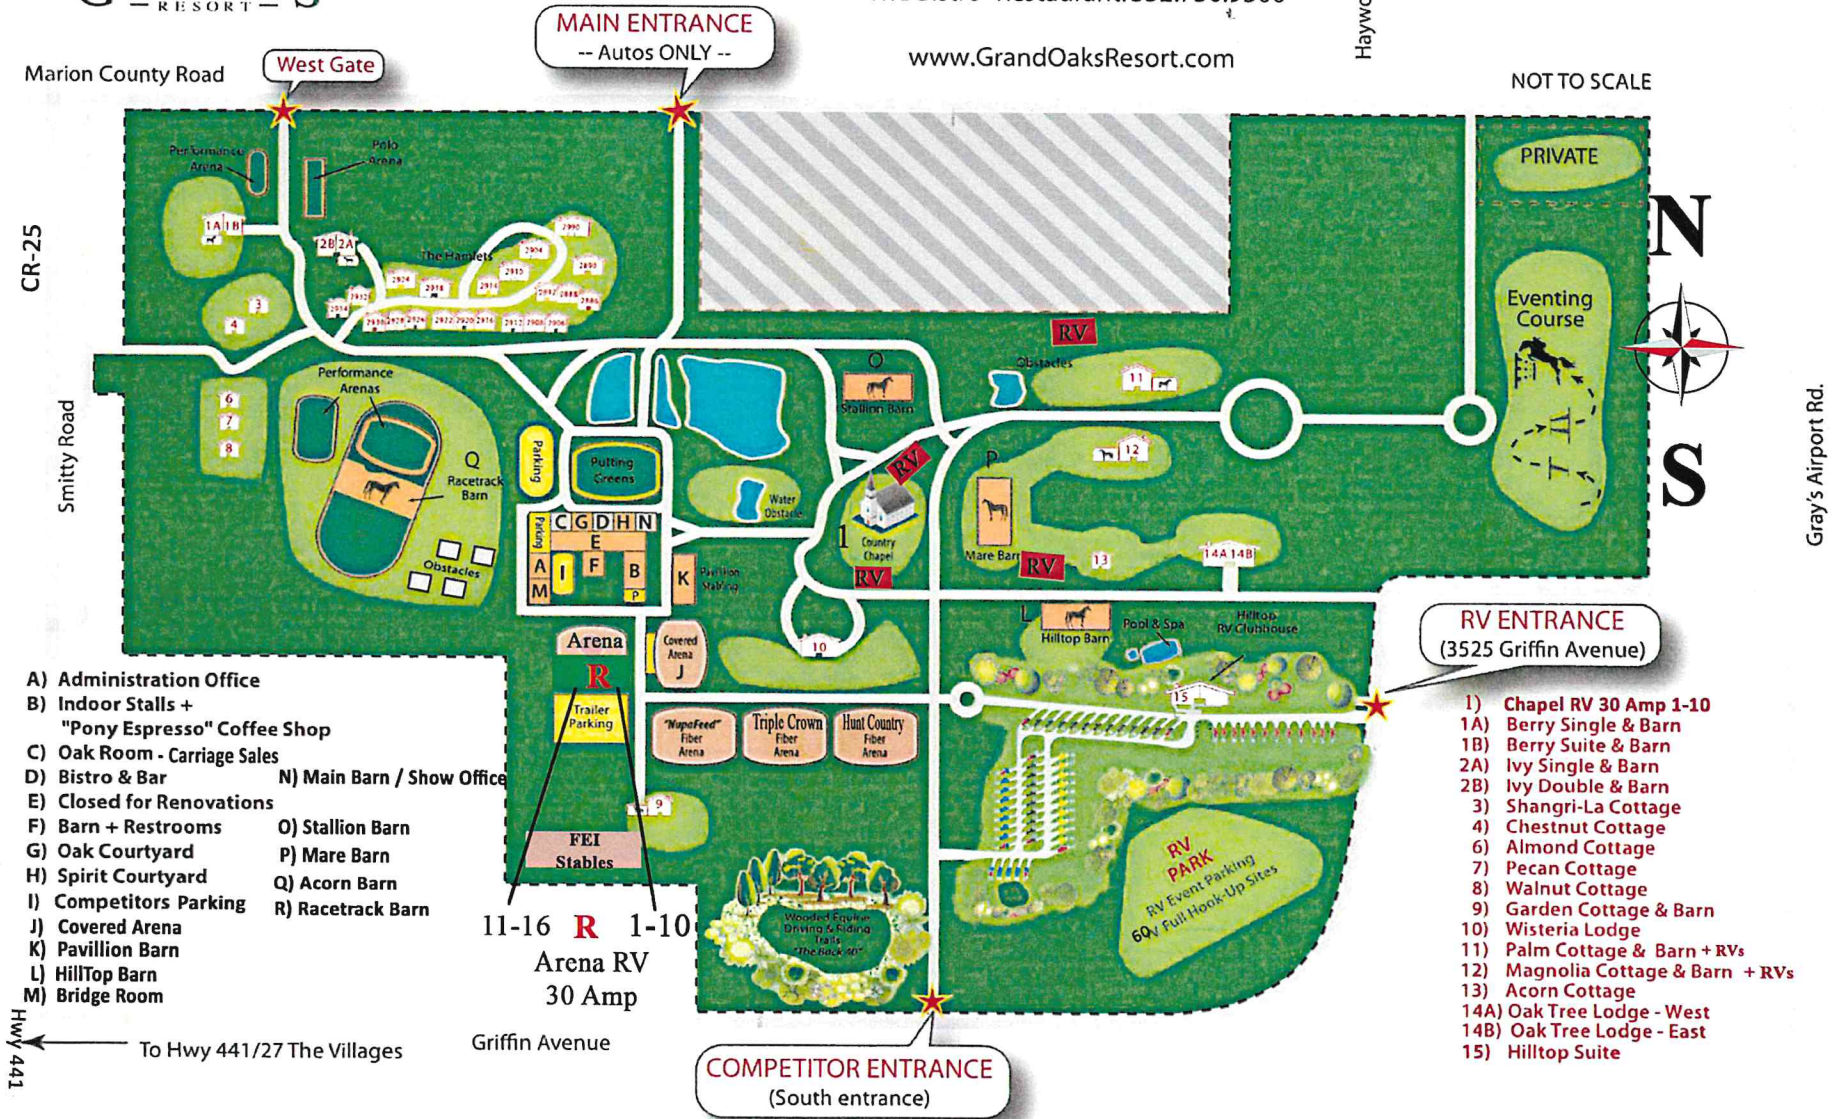 RESORT
www.GrandOaksResort.com
MAIN ENTRANCE
-- Autos ONLY --
West Gate
Marion County Road
NOT TO SCALE
CR-25
Smitty Road
Gray's Airport Rd.
N
S
PRIVATE
Eventing
Course
Performance
Arena
Polo
Arena
1A 1B
2B 2A
The Hamlets
3
4
6
7
8
Performance
Arenas
Q
Racetrack
Barn
Obstacles
Parking
Putting
Greens
Water
Obstacle
O
Stallion Barn
RV
Obstacles
11
12
P
Mare Barn
RV
13
14A 14B
RV
1
Country
Chapel
RV
Parking
C G D H N
E
A
I
F
B
M
P
K
Pavillion
Stabling
Arena
R
Trailer
Parking
Covered
Arena
J
10
L
Hilltop Barn
Pool & Spa
Hilltop
RV Clubhouse
15
RV ENTRANCE
(3525 Griffin Avenue)
"NupaFeed"
Fiber
Arena
Triple Crown
Fiber
Arena
Hunt Country
Fiber
Arena
9
FEI
Stables
11-16 R 1-10
Arena RV
30 Amp
Wooded Equine
Driving & Riding
Trails
"The Back 40"
RV
PARK
RV Event Parking
60 Full Hook-Up Sites
COMPETITOR ENTRANCE
(South entrance)
Griffin Avenue
To Hwy 441/27 The Villages
Hwy 441
A) Administration Office
B) Indoor Stalls +
"Pony Espresso" Coffee Shop
C) Oak Room - Carriage Sales
D) Bistro & Bar
E) Closed for Renovations
F) Barn + Restrooms
G) Oak Courtyard
H) Spirit Courtyard
I) Competitors Parking
J) Covered Arena
K) Pavillion Barn
L) HillTop Barn
M) Bridge Room
N) Main Barn / Show Office
O) Stallion Barn
P) Mare Barn
Q) Acorn Barn
R) Racetrack Barn
1) Chapel RV 30 Amp 1-10
1A) Berry Single & Barn
1B) Berry Suite & Barn
2A) Ivy Single & Barn
2B) Ivy Double & Barn
3) Shangri-La Cottage
4) Chestnut Cottage
6) Almond Cottage
7) Pecan Cottage
8) Walnut Cottage
9) Garden Cottage & Barn
10) Wisteria Lodge
11) Palm Cottage & Barn + RVs
12) Magnolia Cottage & Barn + RVs
13) Acorn Cottage
14A) Oak Tree Lodge - West
14B) Oak Tree Lodge - East
15) Hilltop Suite